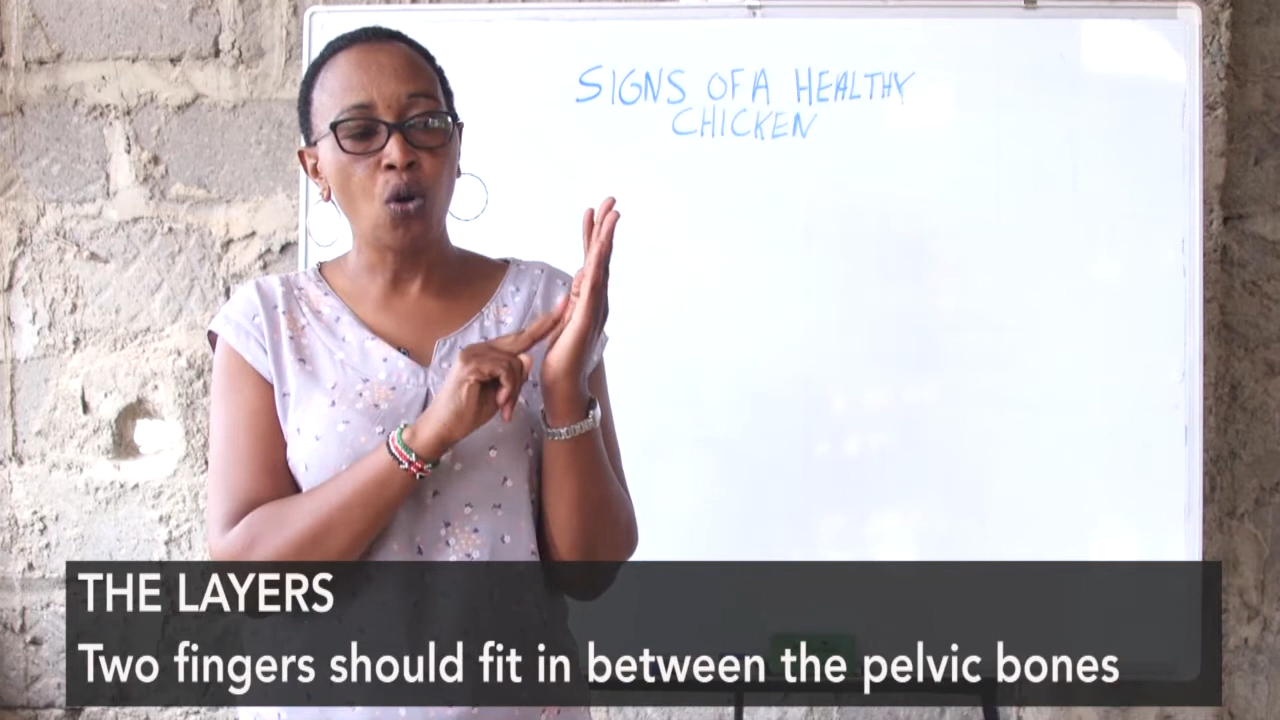 SIGNS OF A HEALTHY
CHICKEN
THE LAYERS
Two fingers should fit in between the pelvic bones